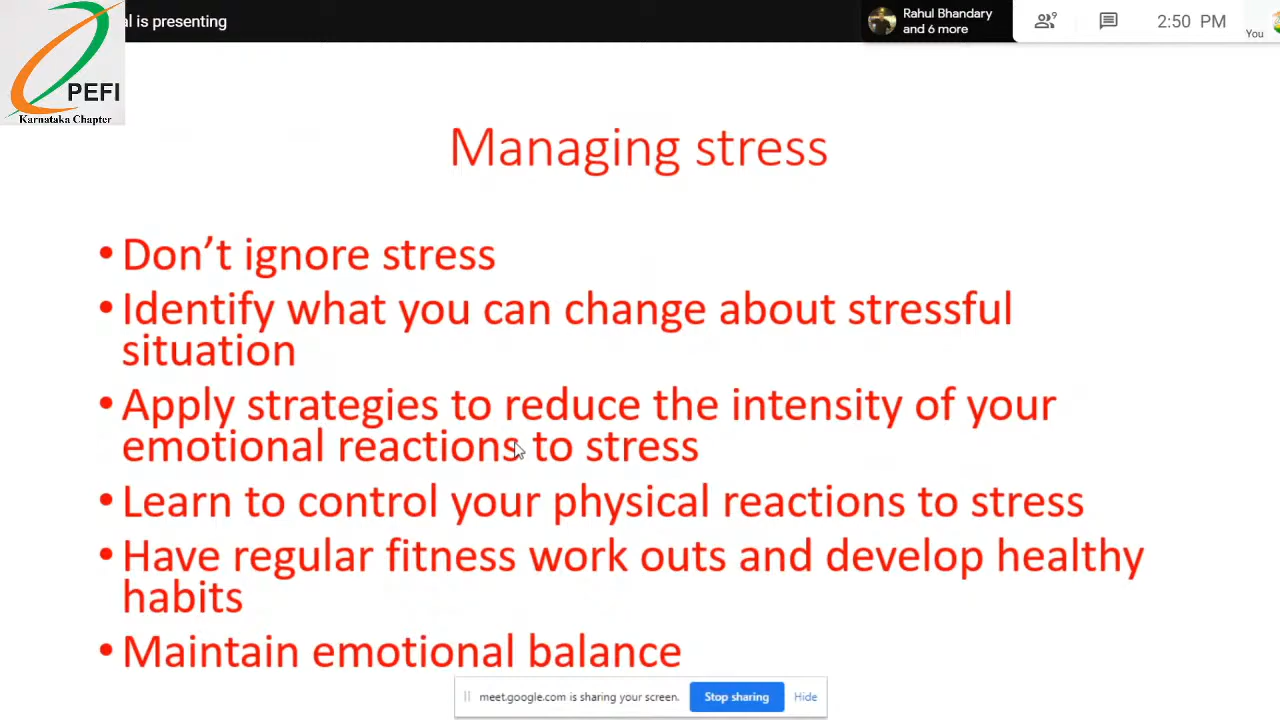 al is presenting
Rahul Bhandary
and 6 more
9
2:50 PM
You
PEFI
Karnataka Chapter
Managing stress
• Don’t ignore stress
• Identify what you can change about stressful
situation
• Apply strategies to reduce the intensity of your
emotional reactions to stress
• Learn to control your physical reactions to stress
• Have regular fitness work outs and develop healthy
habits
• Maintain emotional balance
meet.google.com is sharing your screen.
Stop sharing
Hide